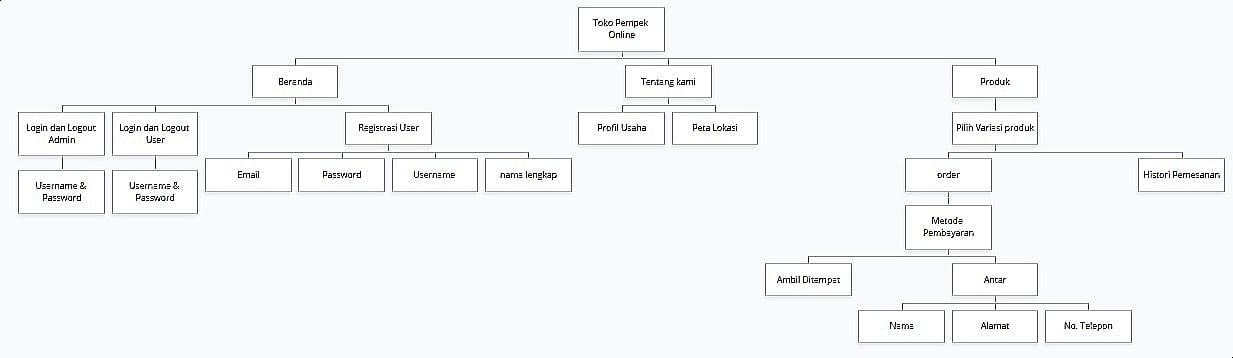 Toko Pempek
Online
Beranda
Tentang kami
Produk
Login dan Logout
Admin
Login dan Logout
User
Registrasi User
Profil Usaha
Peta Lokasi
Pilih Variasi produk
Username &
Password
Username &
Password
Email
Password
Username
nama lengkap
order
Histori Pemesanan
Metode
Pembayaran
Ambil Ditempat
Antar
Nama
Alamat
No. Telepon